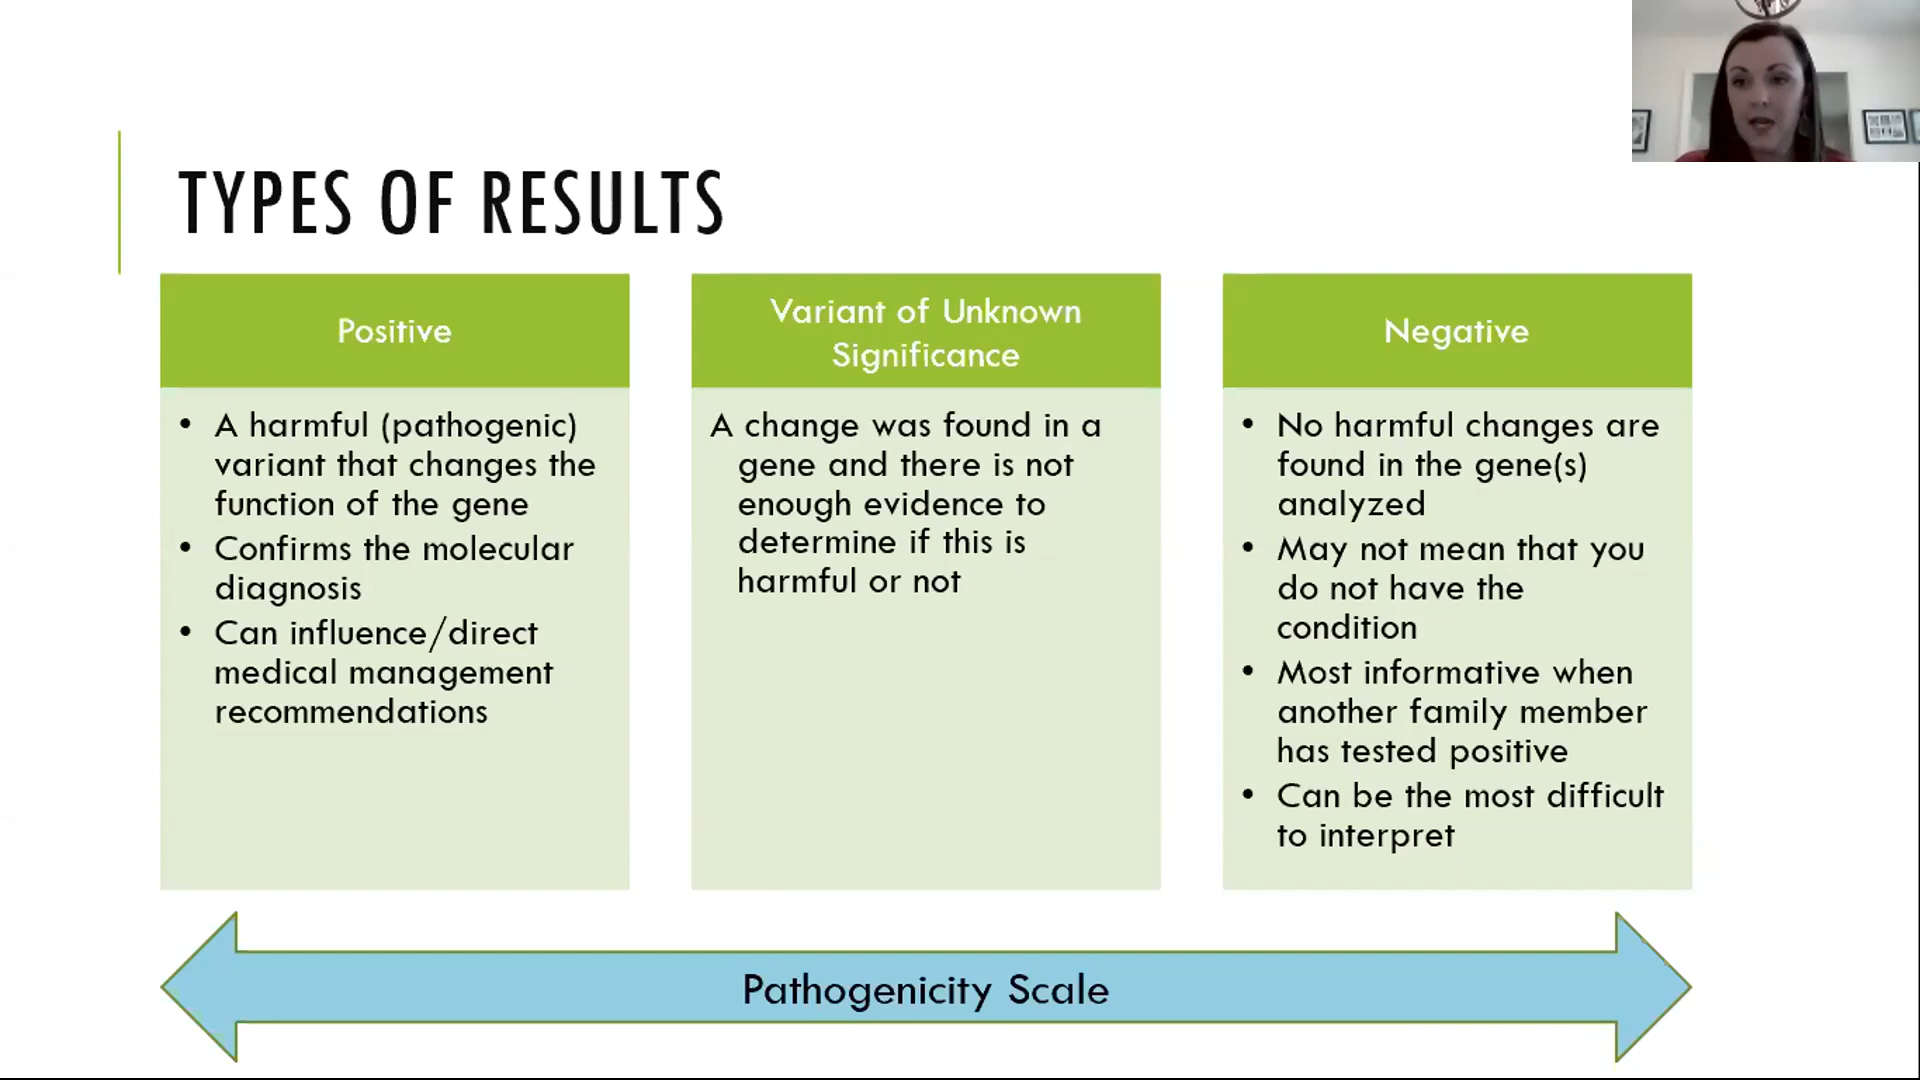 TYPES OF RESULTS
Positive
• A harmful (pathogenic)
variant that changes the
function of the gene
• Confirms the molecular
diagnosis
• Can influence/direct
medical management
recommendations
Variant of Unknown
Significance
A change was found in a
gene and there is not
enough evidence to
determine if this is
harmful or not
Negative
• No harmful changes are
found in the gene(s)
analyzed
• May not mean that you
do not have the
condition
• Most informative when
another family member
has tested positive
• Can be the most difficult
to interpret
Pathogenicity Scale